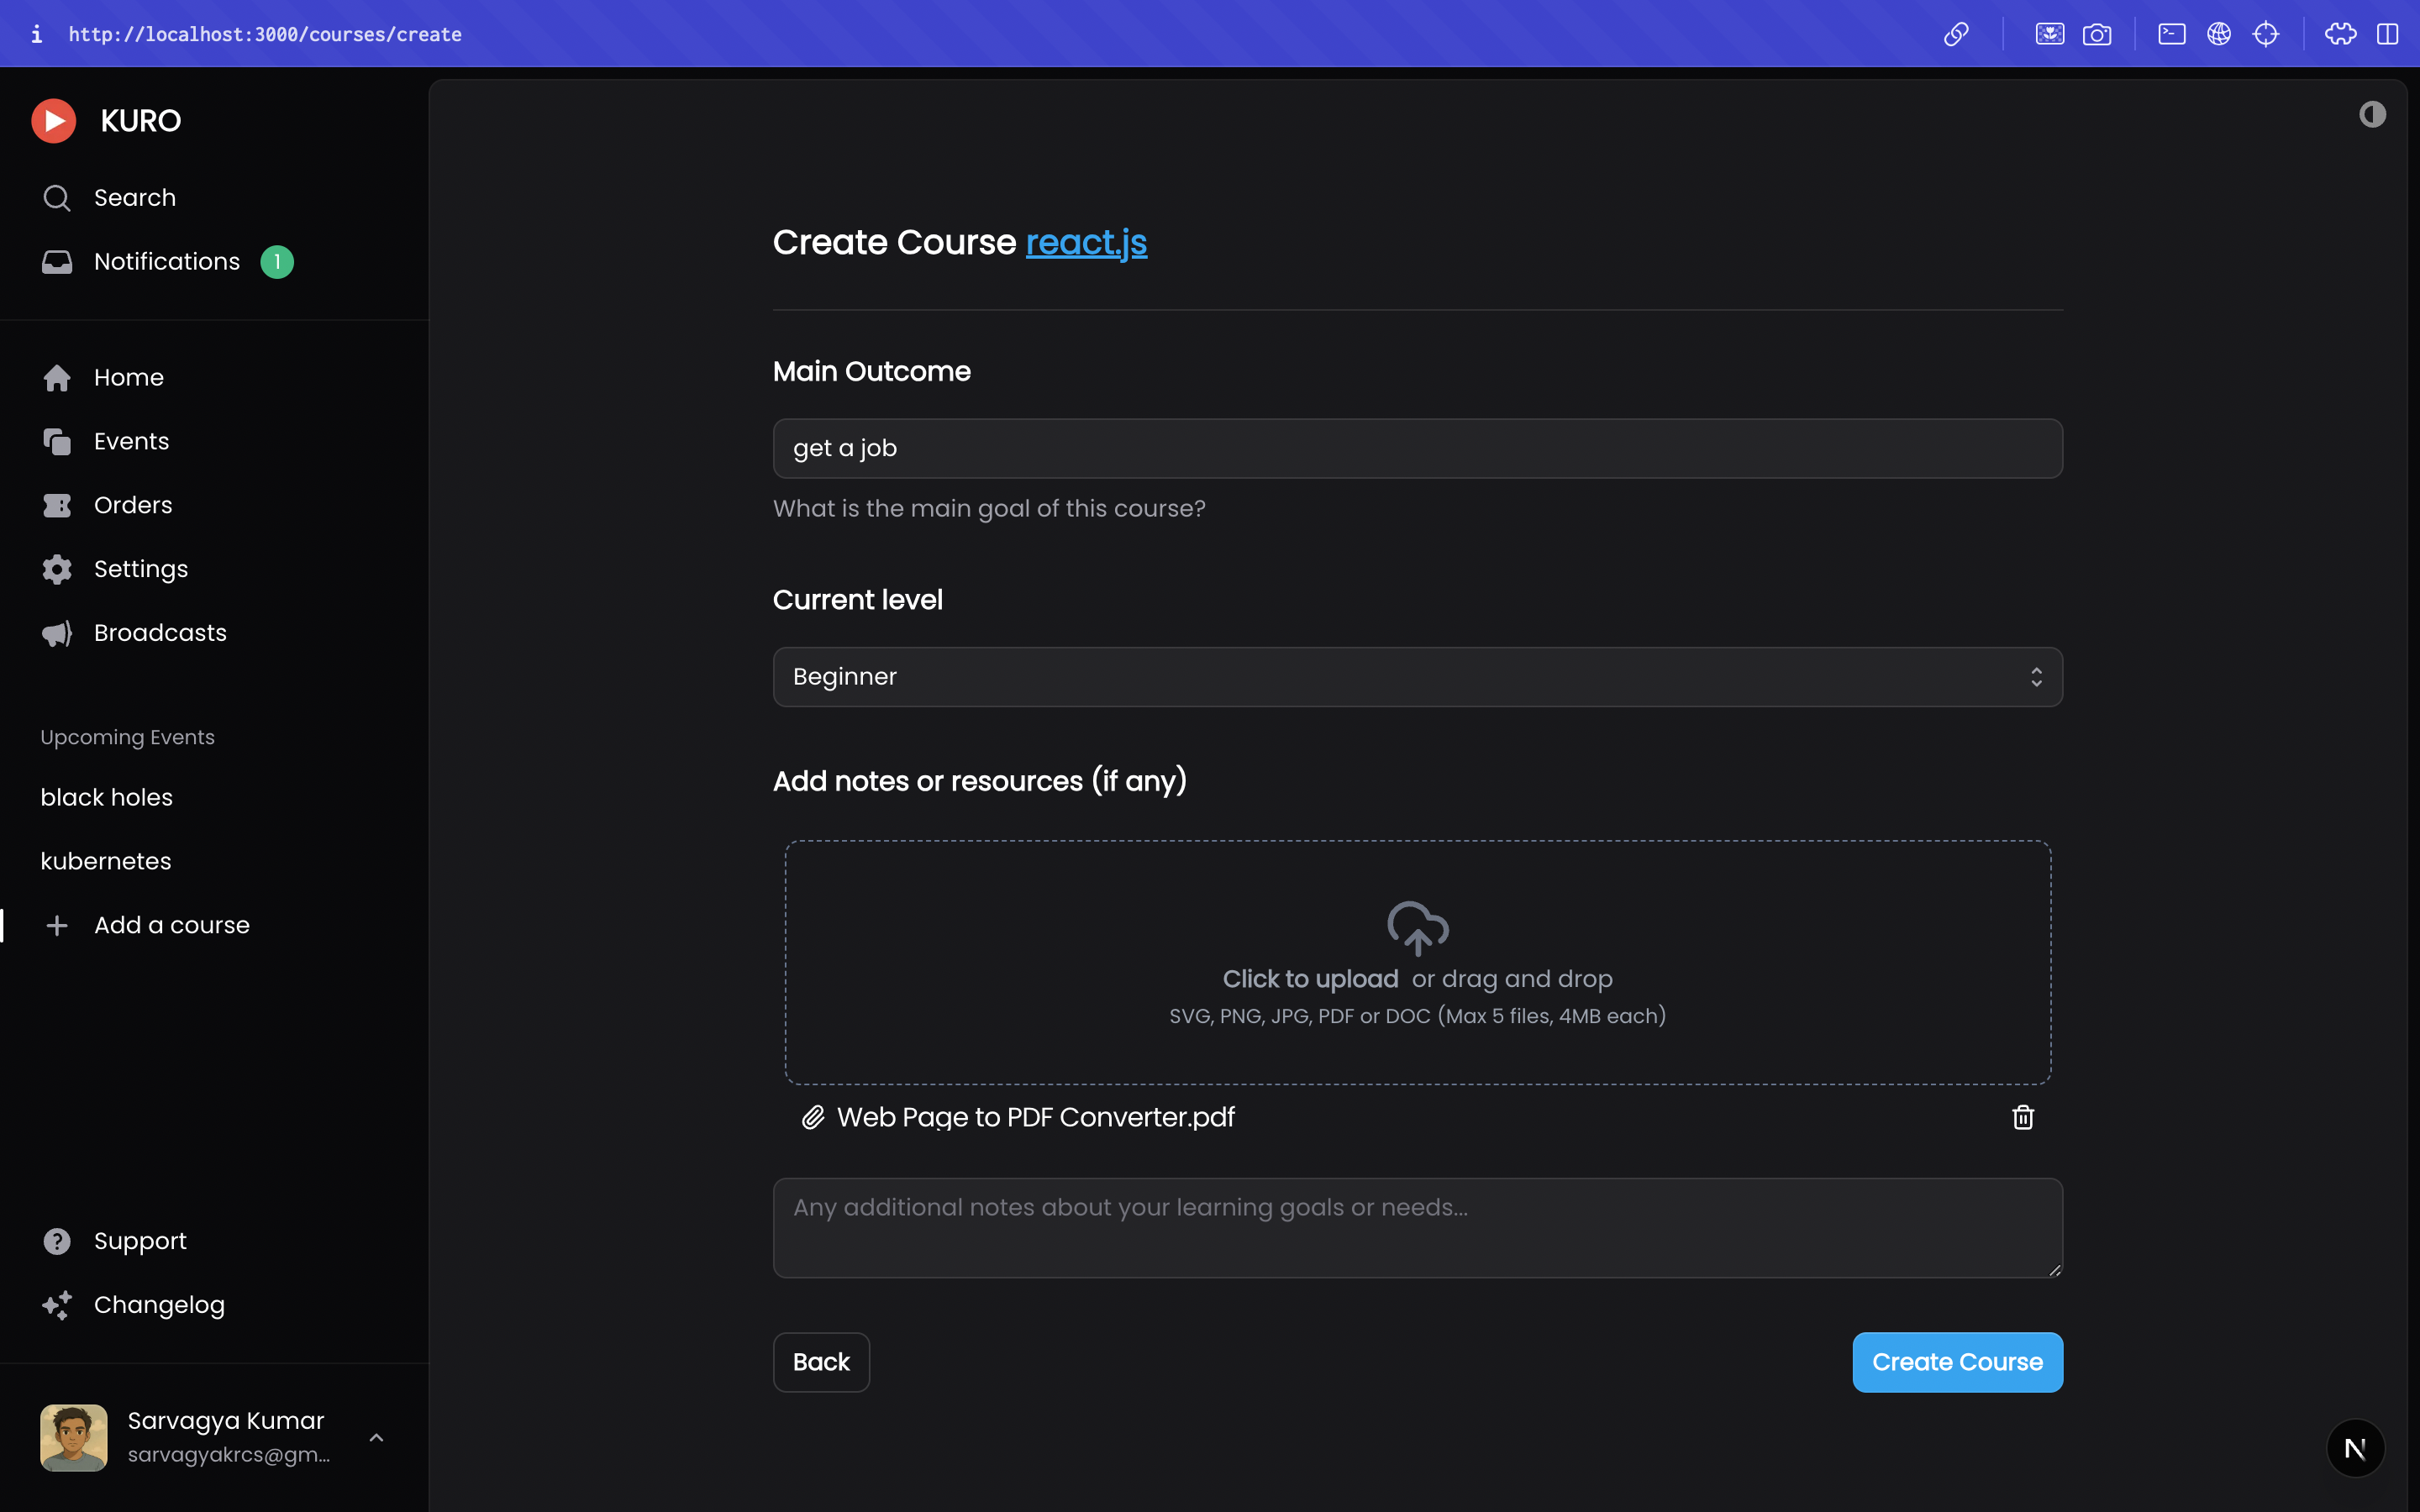 http://localhost:3000/courses/create
KURO
Search
Notifications 1
Home
Events
Orders
Settings
Broadcasts
Upcoming Events
black holes
kubernetes
Add a course
Support
Changelog
Sarvagya Kumar
sarvagyakrcs@gm...
Create Course react.js
Main Outcome
get a job
What is the main goal of this course?
Current level
Beginner
Add notes or resources (if any)
Click to upload or drag and drop
SVG, PNG, JPG, PDF or DOC (Max 5 files, 4MB each)
Web Page to PDF Converter.pdf
Any additional notes about your learning goals or needs...
Back
Create Course
N